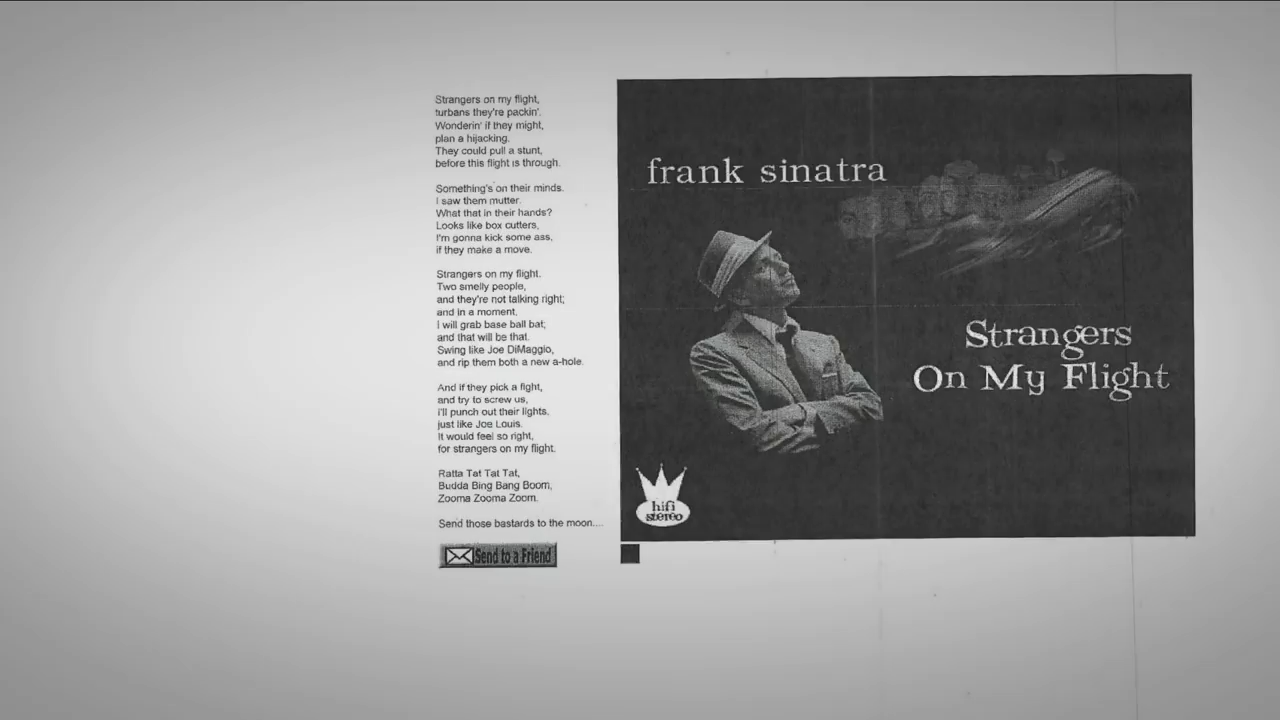 Strangers on my flight,
turbans they're packin'.
Wonderin' if they might,
plan a hijacking.
They could pull a stunt,
before this flight is through.
Something's on their minds.
I saw them mutter.
What that in their hands?
Looks like box cutters,
I'm gonna kick some ass,
if they make a move.
Strangers on my flight.
Two smelly people,
and they're not talking right;
and in a moment,
I will grab base ball bat;
and that will be that.
Swing like Joe DiMaggio,
and rip them both a new a-hole.
And if they pick a fight,
and try to screw us,
i'll punch out their lights,
just like Joe Louis.
It would feel so right,
for strangers on my flight.
Ratta Tat Tat Tat,
Budda Bing Bang Boom,
Zooma Zooma Zoom.
Send those bastards to the moon....
Send to a Friend
frank sinatra
Strangers
On My Flight
hifi
stereo